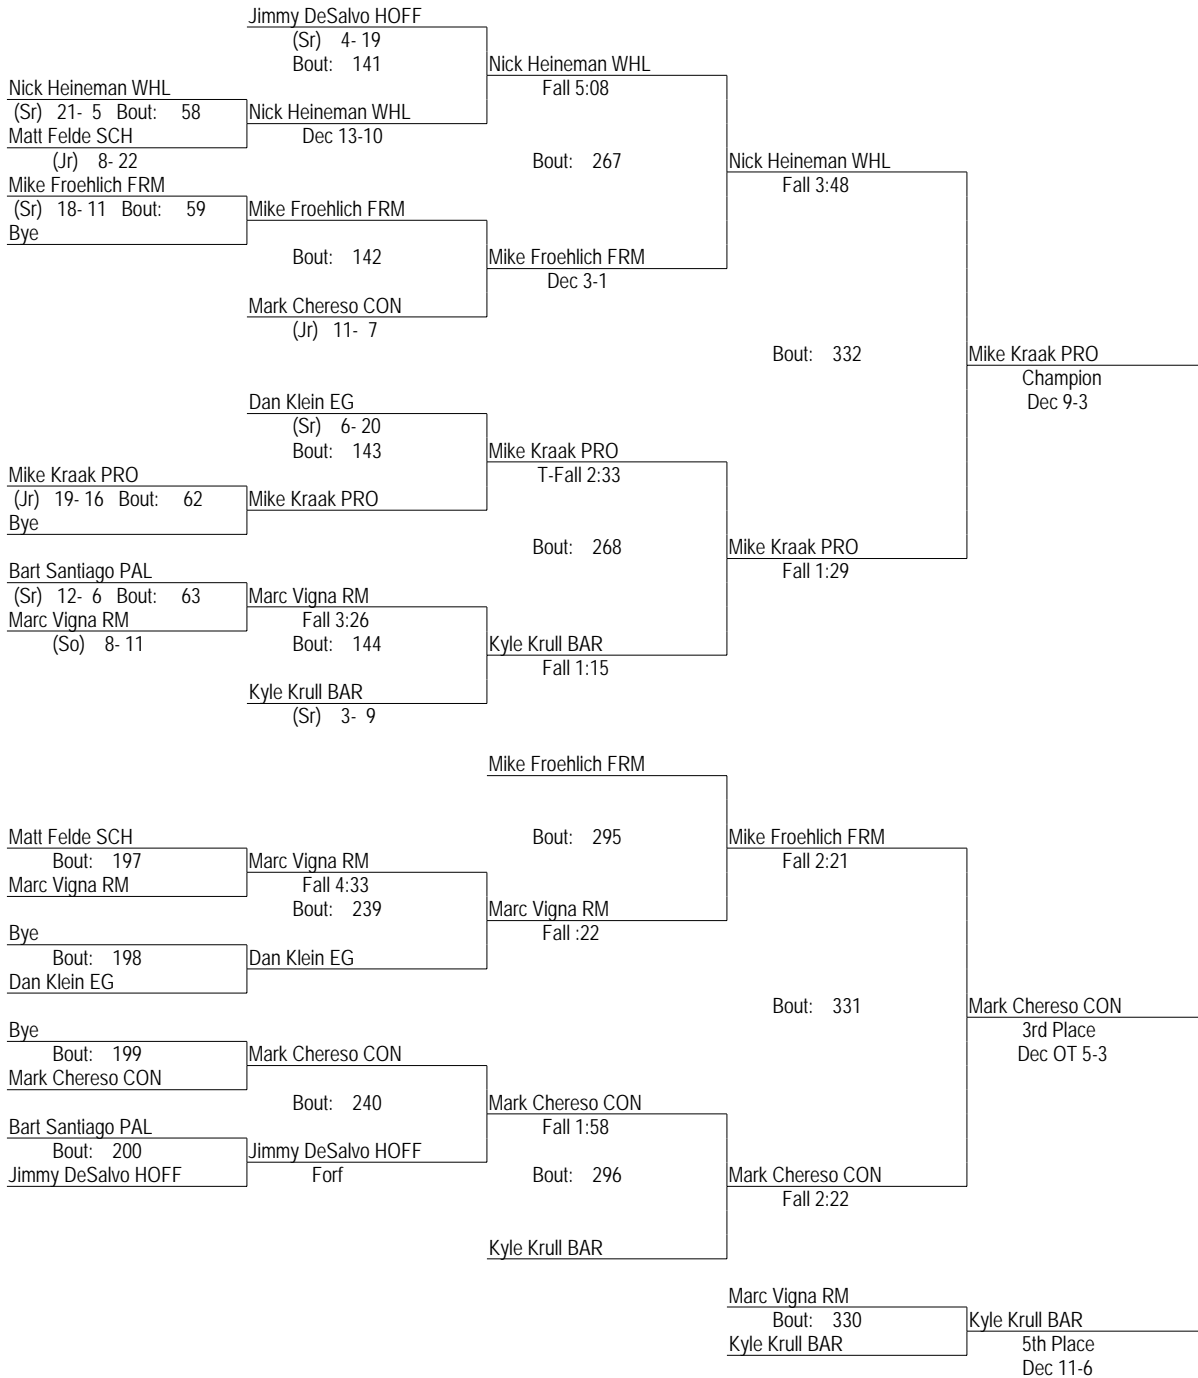 Jimmy DeSalvo HOFF
(Sr) 4- 19
Bout: 141
Nick Heineman WHL
Fall 5:08
Nick Heineman WHL
(Sr) 21- 5 Bout: 58
Nick Heineman WHL
Matt Felde SCH
Dec 13-10
(Jr) 8- 22
Bout: 267
Nick Heineman WHL
Mike Froehlich FRM
Fall 3:48
(Sr) 18- 11 Bout: 59
Mike Froehlich FRM
Bye
Bout: 142
Mike Froehlich FRM
Dec 3-1
Mark Chereso CON
(Jr) 11- 7
Bout: 332
Mike Kraak PRO
Champion
Dec 9-3
Dan Klein EG
(Sr) 6- 20
Bout: 143
Mike Kraak PRO
T-Fall 2:33
Mike Kraak PRO
(Jr) 19- 16 Bout: 62
Mike Kraak PRO
Bye
Bout: 268
Mike Kraak PRO
Fall 1:29
Bart Santiago PAL
(Sr) 12- 6 Bout: 63
Marc Vigna RM
Marc Vigna RM
Fall 3:26
(So) 8- 11
Bout: 144
Kyle Krull BAR
Fall 1:15
Kyle Krull BAR
(Sr) 3- 9
Mike Froehlich FRM
Matt Felde SCH
Bout: 295
Mike Froehlich FRM
Bout: 197
Marc Vigna RM
Fall 2:21
Marc Vigna RM
Fall 4:33
Bout: 239
Marc Vigna RM
Bye
Fall :22
Bout: 198
Dan Klein EG
Dan Klein EG
Bout: 331
Mark Chereso CON
Bye
3rd Place
Bout: 199
Mark Chereso CON
Dec OT 5-3
Mark Chereso CON
Bout: 240
Mark Chereso CON
Bart Santiago PAL
Fall 1:58
Bout: 200
Jimmy DeSalvo HOFF
Jimmy DeSalvo HOFF
Forf
Bout: 296
Mark Chereso CON
Fall 2:22
Kyle Krull BAR
Marc Vigna RM
Bout: 330
Kyle Krull BAR
Kyle Krull BAR
5th Place
Dec 11-6